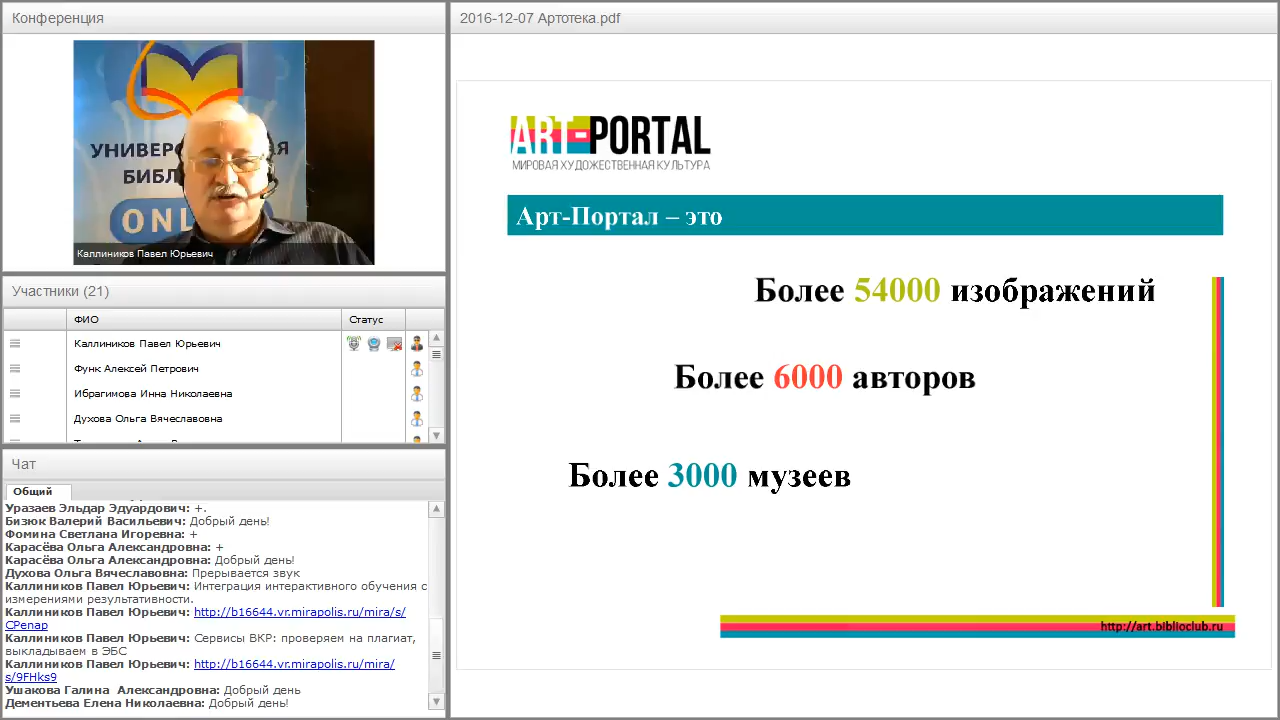 Конференция
УНИВЕРС
АЯ
БИБЛ
ONL
Каллиников Павел Юрьевич
Участники (21)
ФИО
Статус
Каллиников Павел Юрьевич
Функ Алексей Петрович
Ибрагимова Инна Николаевна
Духова Ольга Вячеславовна
Чат
Общий
Уразаев Эльдар Эдуардович: +.
Бизюк Валерий Васильевич: Добрый день!
Фомина Светлана Игоревна: +
Карасёва Ольга Александровна: +
Карасёва Ольга Александровна: Добрый день!
Духова Ольга Вячеславовна: Прерывается звук
Каллиников Павел Юрьевич: Интеграция интерактивного обучения с
измерениями результативности.
Каллиников Павел Юрьевич: http://b16644.vr.mirapolis.ru/mira/s/
CPenap
Каллиников Павел Юрьевич: Сервисы ВКР: проверяем на плагиат,
выкладываем в ЭБС
Каллиников Павел Юрьевич: http://b16644.vr.mirapolis.ru/mira/
s/9FHks9
Ушакова Галина Александровна: Добрый день
Дементьева Елена Николаевна: Добрый день!
2016-12-07 Артотека.pdf
ART-PORTAL
МИРОВАЯ ХУДОЖЕСТВЕННАЯ КУЛЬТУРА
Арт-Портал – это
Более 54000 изображений
Более 6000 авторов
Более 3000 музеев
http://art.biblioclub.ru